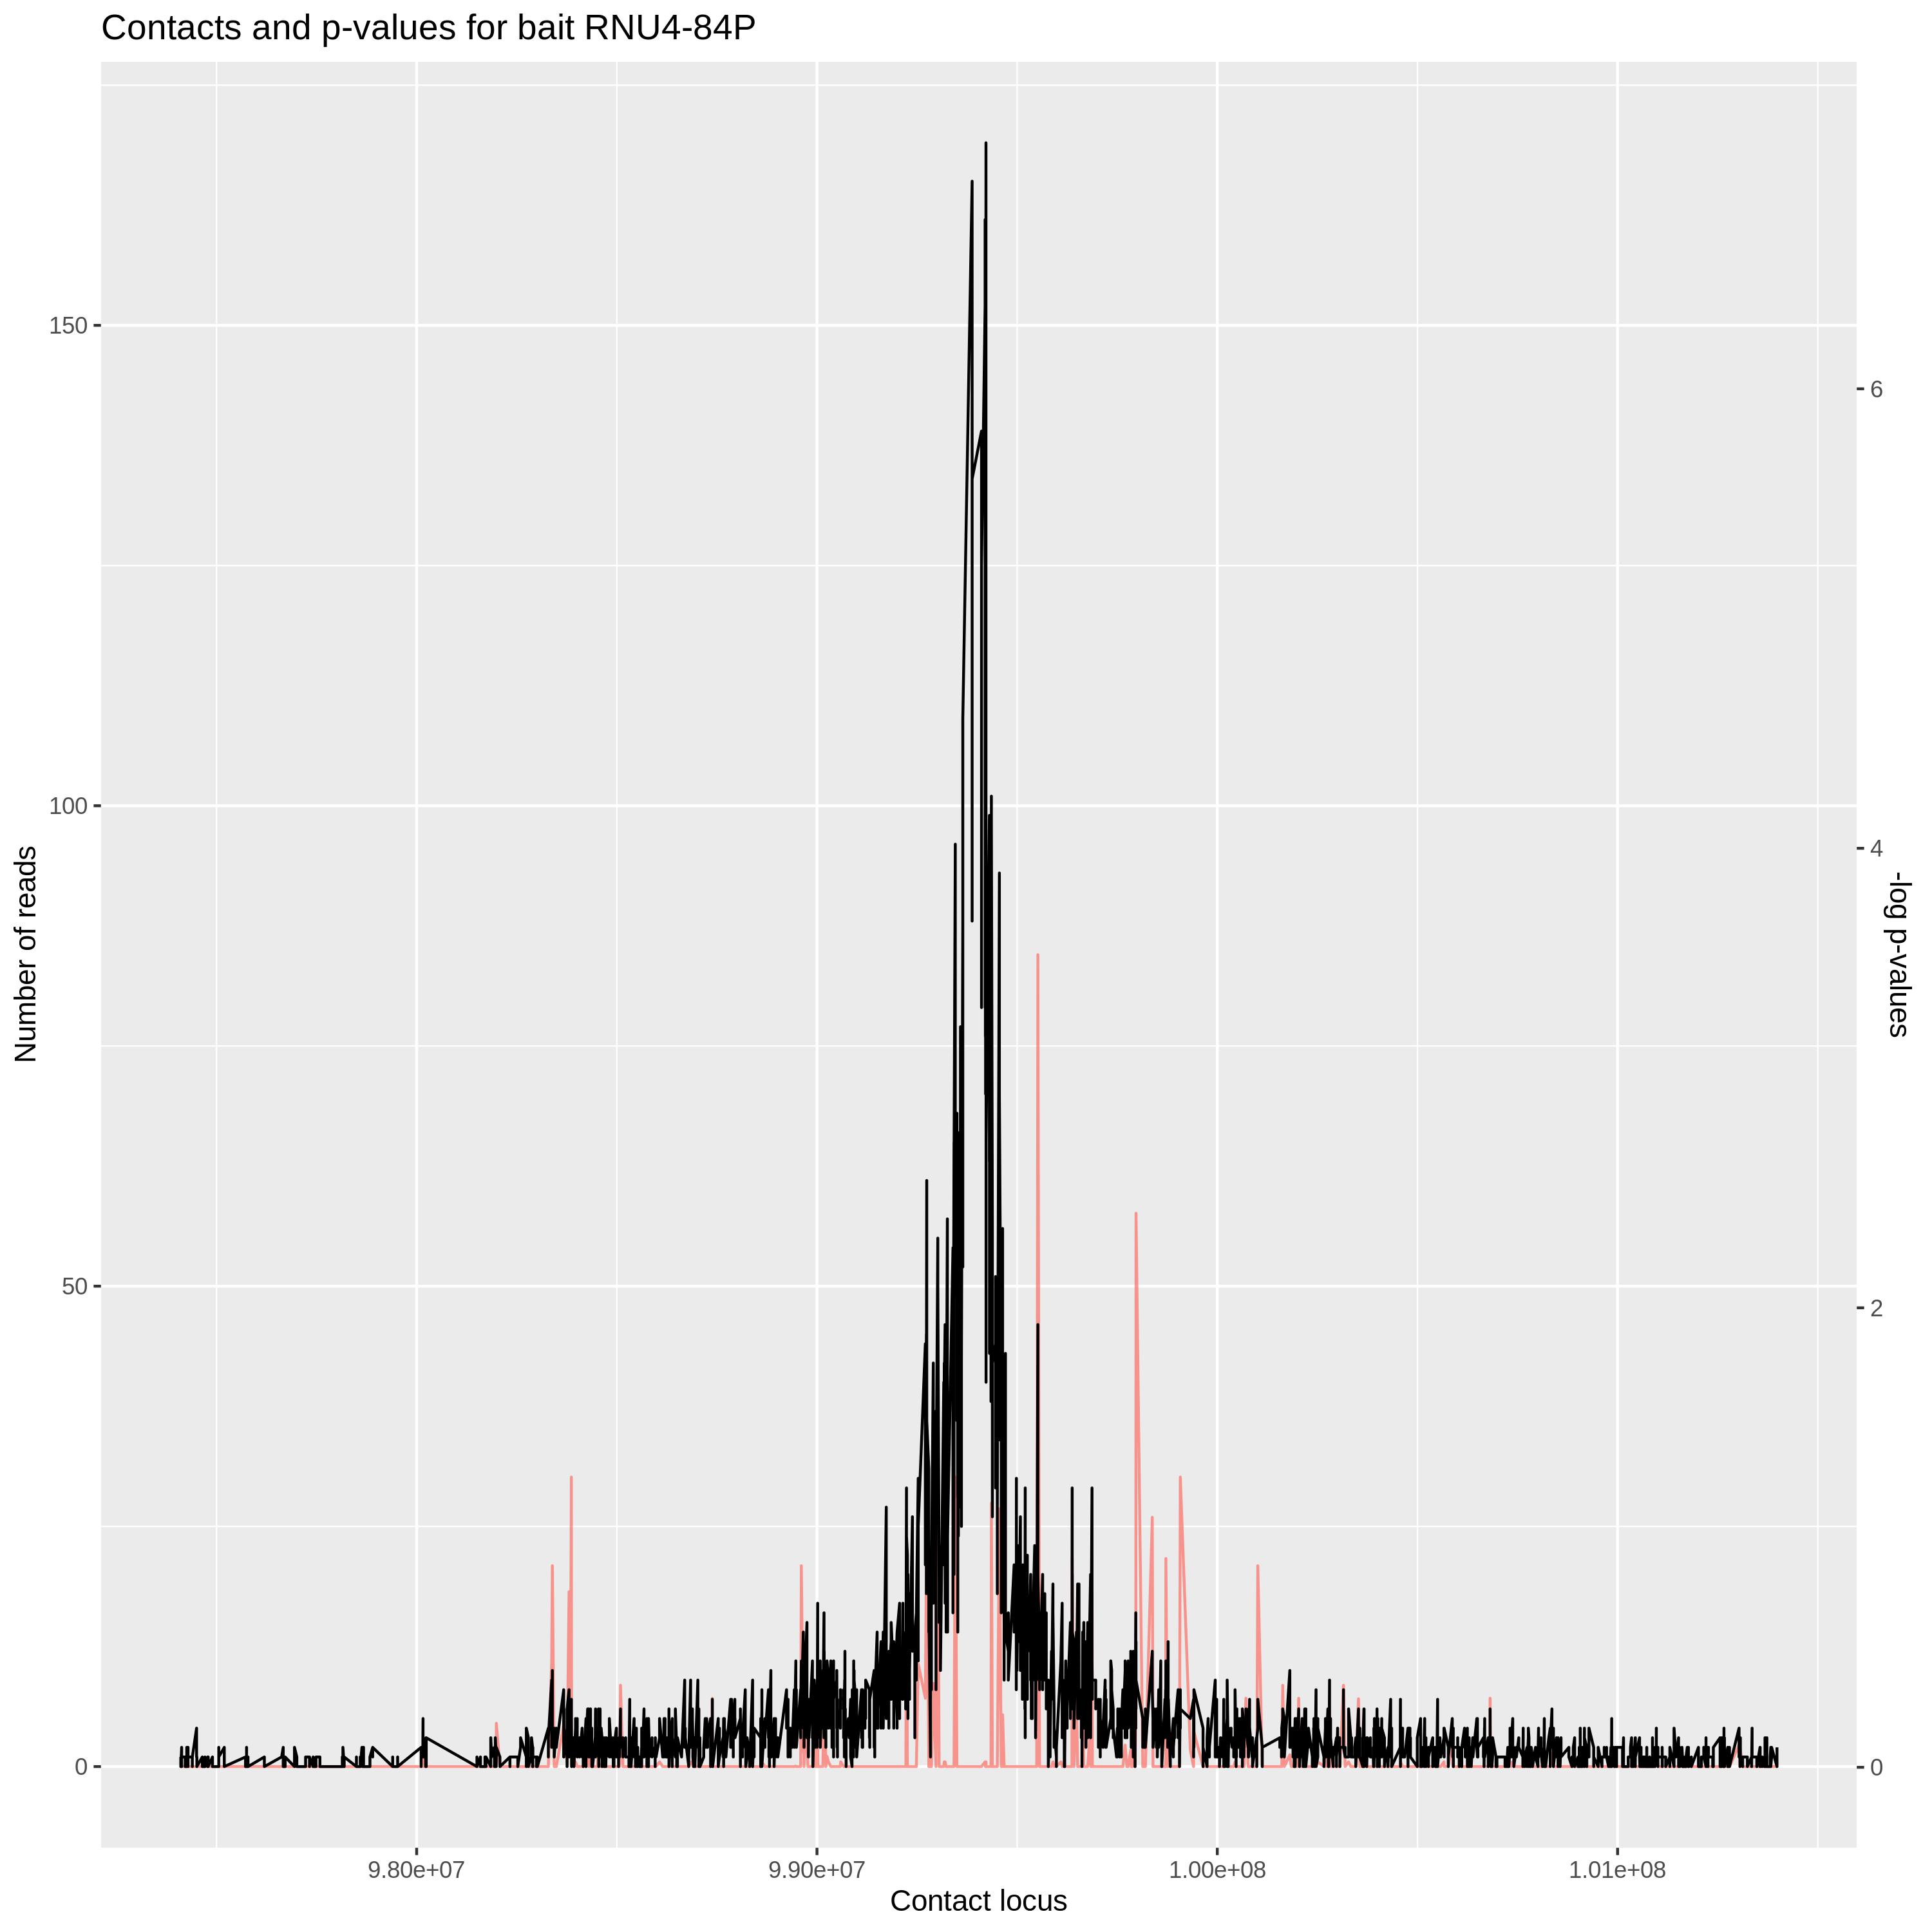 Contacts and p-values for bait RNU4-84P
150
100
50
0
6
4
2
0
Number of reads
-log p-values
9.80e+07
9.90e+07
1.00e+08
1.01e+08
Contact locus